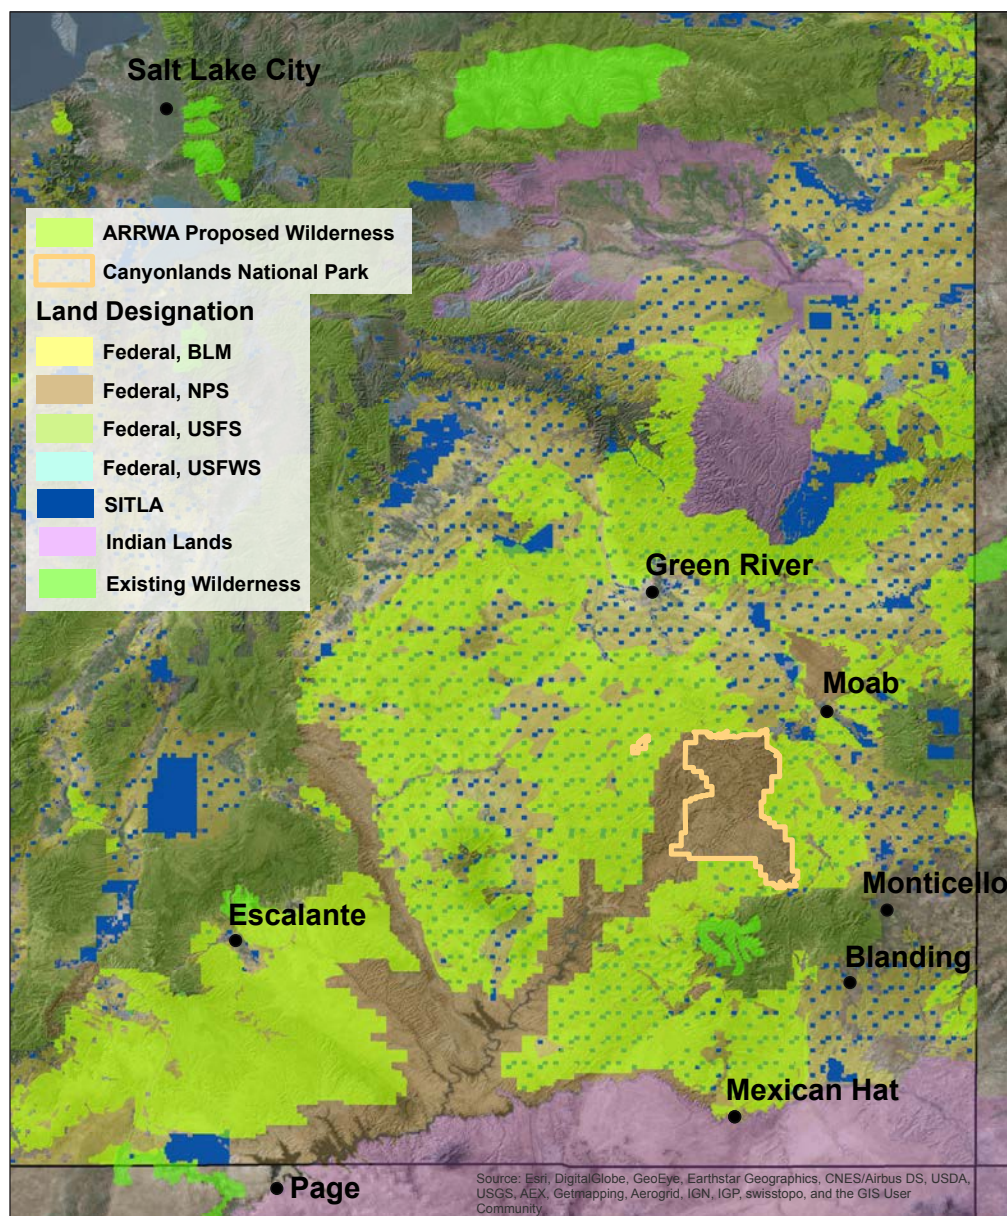 Salt Lake City
ARRWA Proposed Wilderness
Canyonlands National Park
Land Designation
Federal, BLM
Federal, NPS
Federal, USFS
Federal, USFWS
SITLA
Indian Lands
Existing Wilderness
Green River
Moab
Monticello
Escalante
Blanding
Mexican Hat
Page
Source: Esri, DigitalGlobe, GeoEye, Earthstar Geographics, CNES/Airbus DS, USDA,
USGS, AEX, Getmapping, Aerogrid, IGN, IGP, swisstopo, and the GIS User
Community